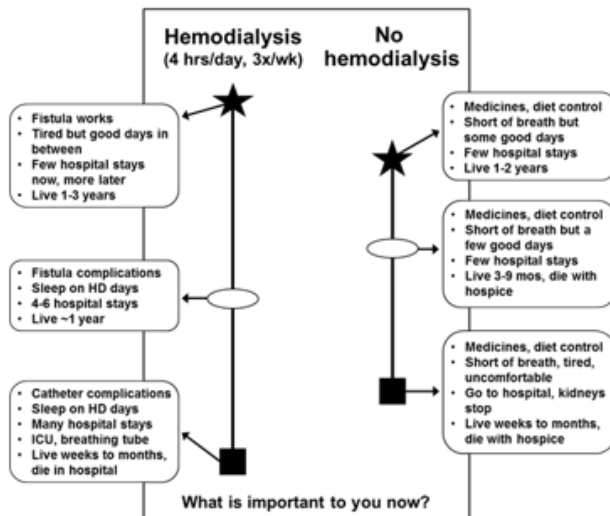 Hemodialysis
(4 hrs/day, 3x/wk)
No
hemodialysis
• Fistula works
• Tired but good days in
between
• Few hospital stays
now, more later
• Live 1-3 years
• Fistula complications
• Sleep on HD days
• 4-6 hospital stays
• Live ~1 year
• Catheter complications
• Sleep on HD days
• Many hospital stays
• ICU, breathing tube
• Live weeks to months,
die in hospital
• Medicines, diet control
• Short of breath but
some good days
• Few hospital stays
• Live 1-2 years
• Medicines, diet control
• Short of breath but a
few good days
• Few hospital stays
• Live 3-9 mos, die with
hospice
• Medicines, diet control
• Short of breath, tired,
uncomfortable
• Go to hospital, kidneys
stop
• Live weeks to months,
die with hospice
What is important to you now?